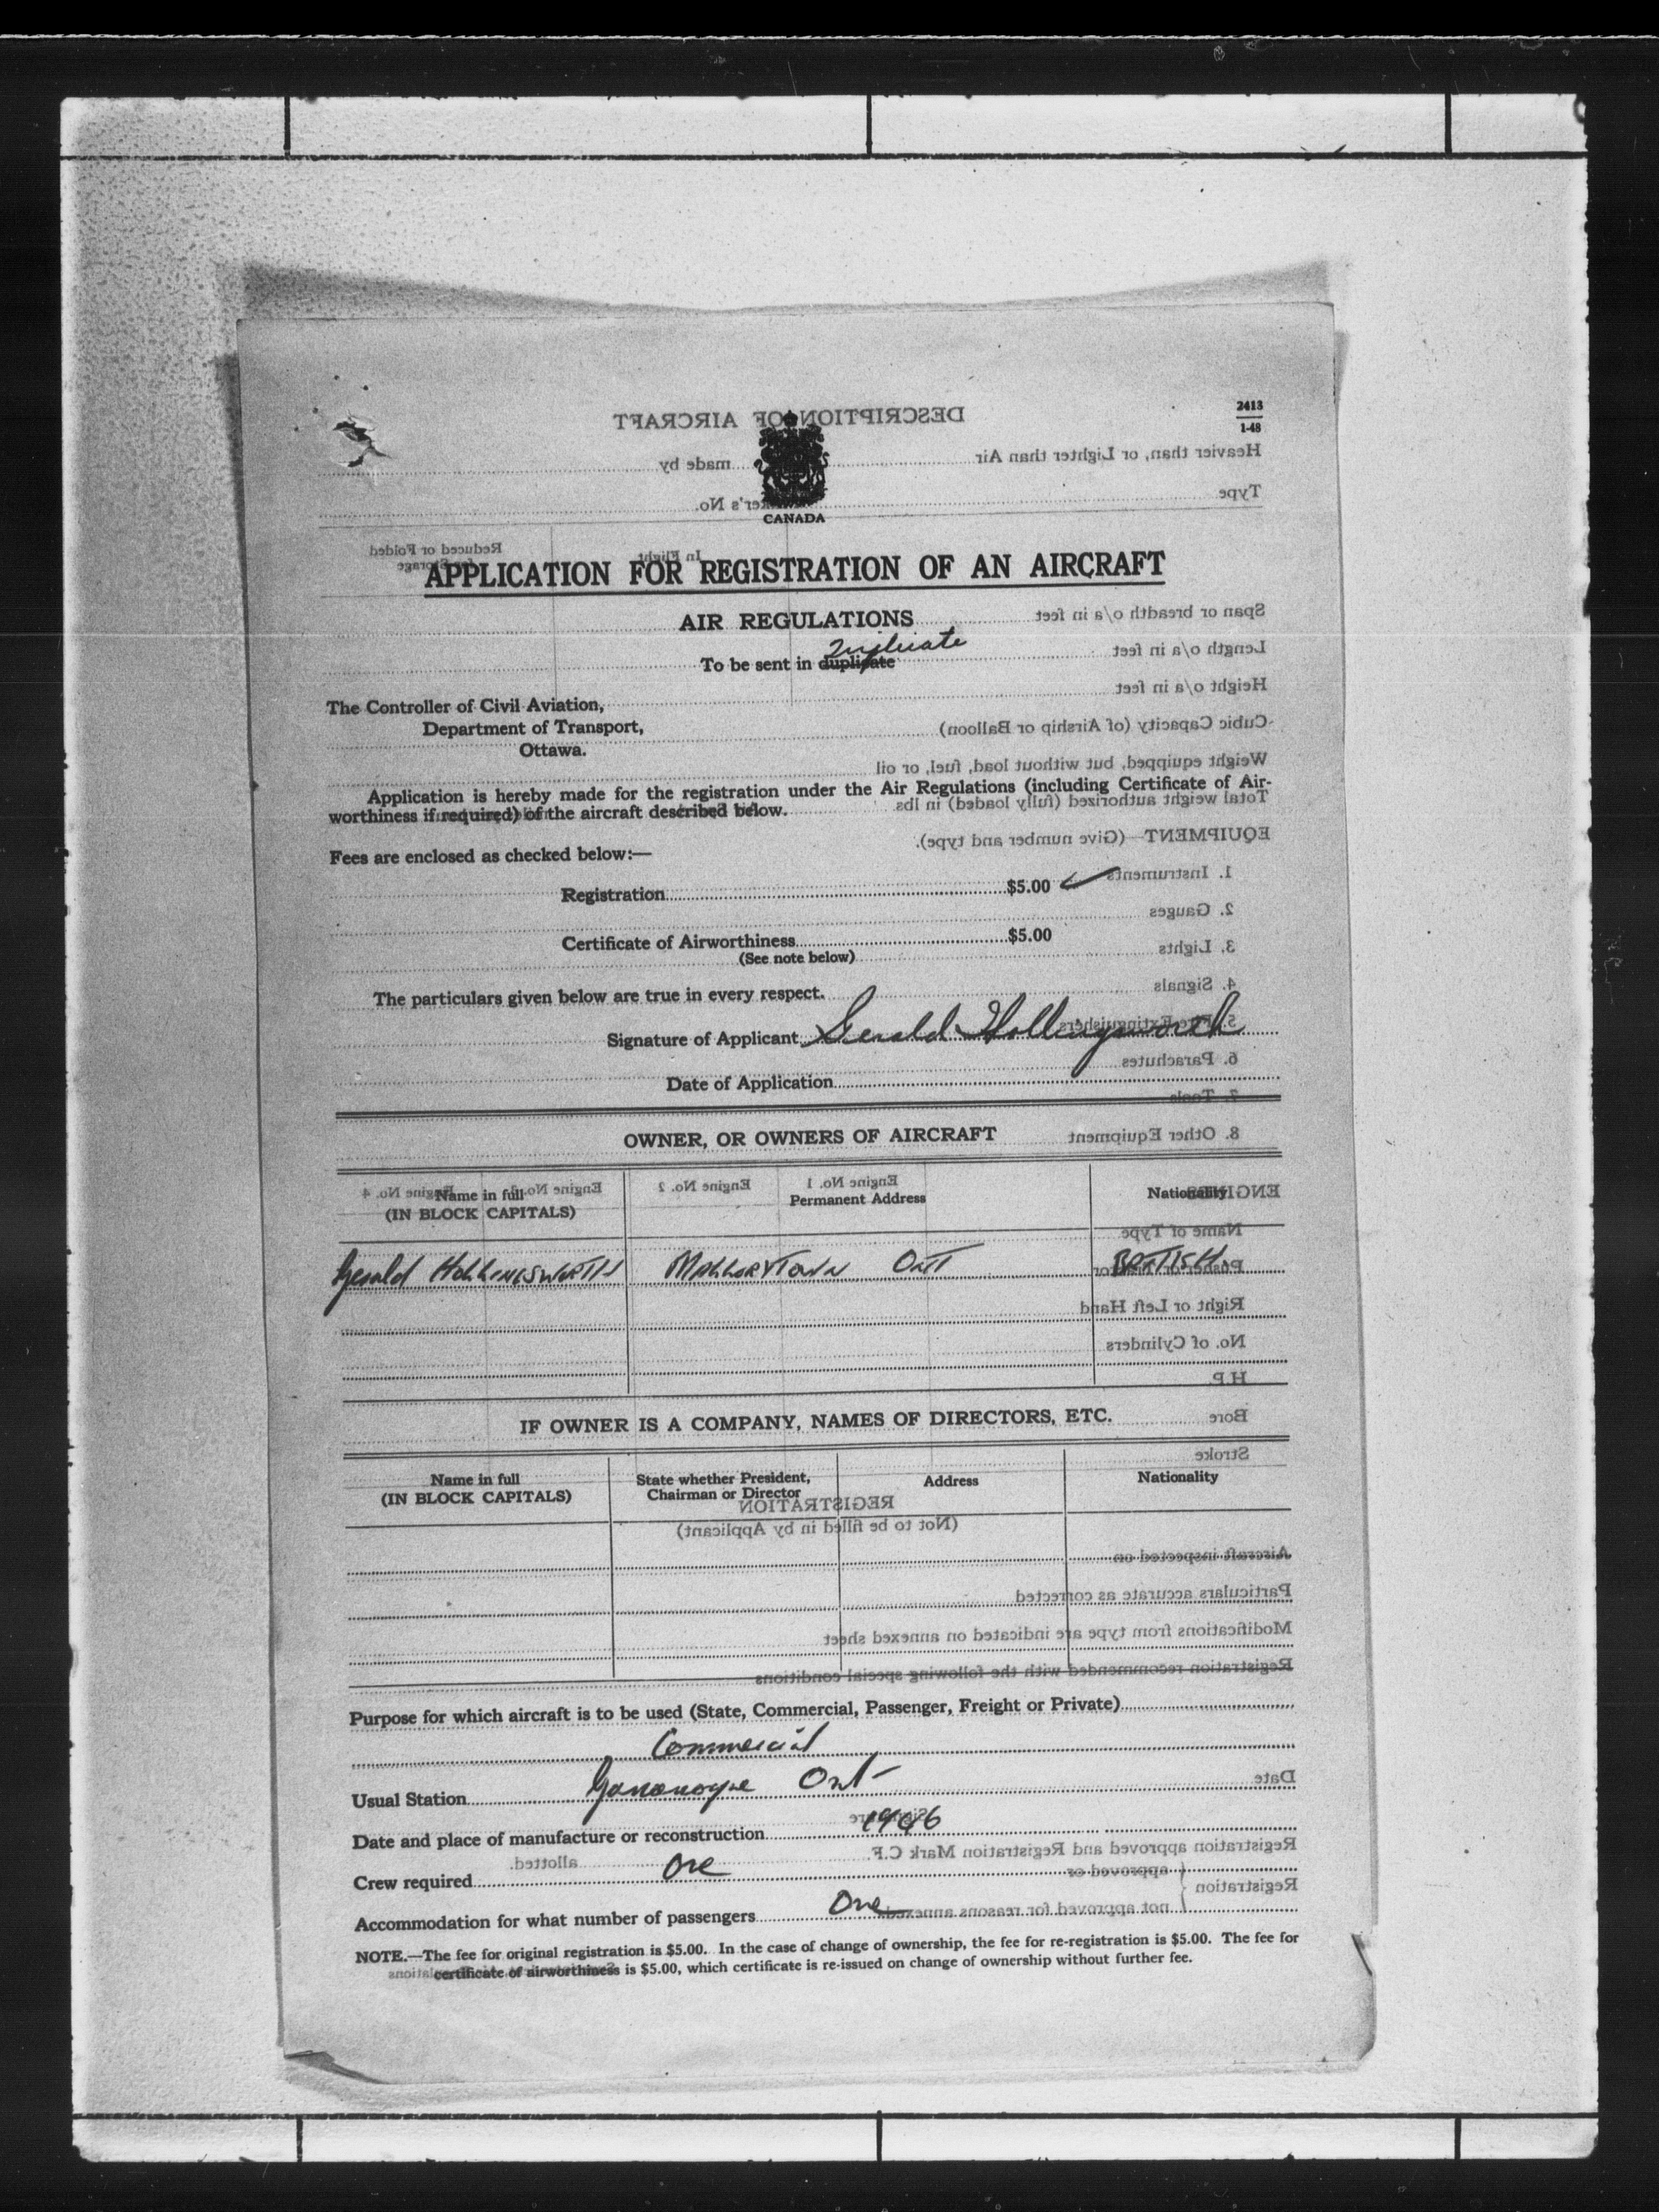 2413
1-48
CANADA
APPLICATION FOR REGISTRATION OF AN AIRCRAFT
AIR REGULATIONS
Triplicate
To be sent in duplicate
The Controller of Civil Aviation,
Department of Transport,
Ottawa.
Application is hereby made for the registration under the Air Regulations (including Certificate of Air-
worthiness if required) of the aircraft described below.
Fees are enclosed as checked below:—
Registration $5.00 ✓
Certificate of Airworthiness $5.00
(See note below)
The particulars given below are true in every respect.
Signature of Applicant Gerald Hollingsworth
Date of Application
OWNER, OR OWNERS OF AIRCRAFT
Name in full Permanent Address Nationality
(IN BLOCK CAPITALS)
Gerald HOLLINGSWORTH MALLORYTOWN ONT BRITISH.
IF OWNER IS A COMPANY, NAMES OF DIRECTORS, ETC.
Name in full State whether President, Address Nationality
(IN BLOCK CAPITALS) Chairman or Director
Purpose for which aircraft is to be used (State, Commercial, Passenger, Freight or Private)
Commercial
Usual Station Gananoque Ont
Date and place of manufacture or reconstruction 1946
Crew required One
Accommodation for what number of passengers One
NOTE.—The fee for original registration is $5.00. In the case of change of ownership, the fee for re-registration is $5.00. The fee for
certificate of airworthiness is $5.00, which certificate is re-issued on change of ownership without further fee.